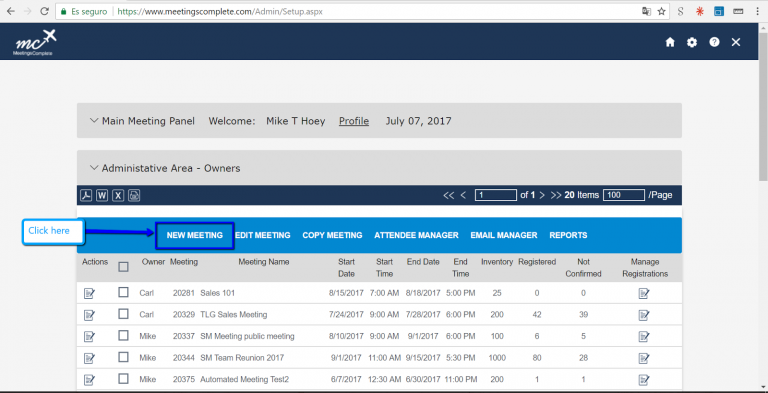 Es seguro https://www.meetingscomplete.com/Admin/Setup.aspx
mc
MeetingsComplete
Main Meeting Panel Welcome: Mike T Hoey Profile July 07, 2017
Administative Area - Owners
<< < 1 of 1 > >> 20 Items 100 /Page
Click here
NEW MEETING EDIT MEETING COPY MEETING ATTENDEE MANAGER EMAIL MANAGER REPORTS
Actions Owner Meeting Meeting Name Start Date Start Time End Date End Time Inventory Registered Not Confirmed Manage Registrations
Carl 20281 Sales 101 8/15/2017 7:00 AM 8/18/2017 5:00 PM 25 0 0
Carl 20329 TLG Sales Meeting 7/24/2017 9:00 AM 7/28/2017 6:00 PM 200 42 39
Mike 20337 SM Meeting public meeting 8/10/2017 9:00 AM 9/1/2017 6:00 PM 100 6 5
Mike 20344 SM Team Reunion 2017 9/1/2017 11:00 AM 9/15/2017 5:30 PM 1000 80 28
Mike 20375 Automated Meeting Test2 6/7/2017 12:30 AM 6/30/2017 11:00 PM 200 1 1